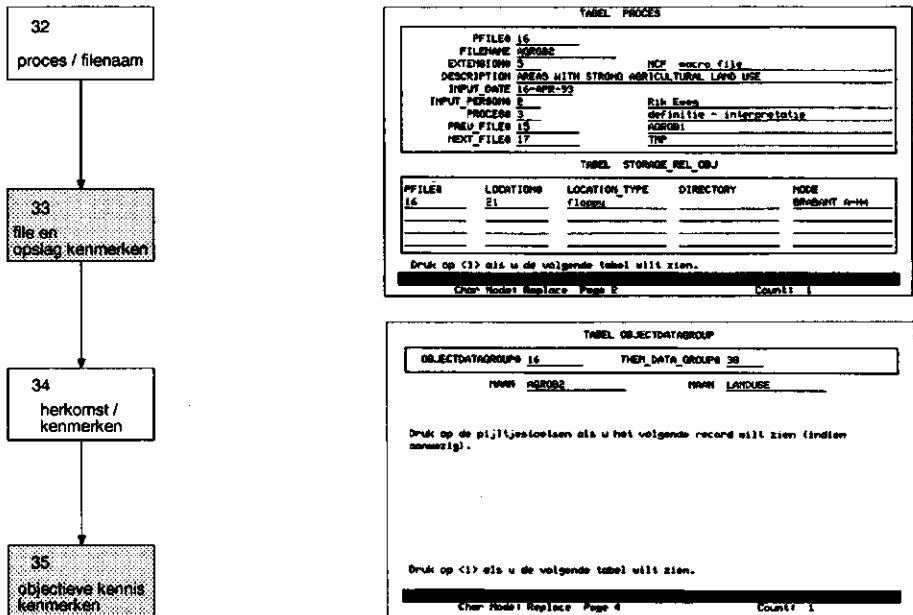 32
proces / filenaam
33
file en
opslag kenmerken
34
herkomst /
kenmerken
35
objectieve kennis
kenmerken
TABEL PROCES
PFILE# 16
FILENAME AGROB2
EXTENSION# 5 MCF macro file
DESCRIPTION AREAS WITH STRONG AGRICULTURAL LAND USE
INPUT_DATE 16-APR-93
INPUT_PERSON# 2 Rik Eweg
PROCES# 3 definitie - interpretatie
PREV_FILE# 15 AGROB1
NEXT_FILE# 17 TMP
TABEL STORAGE_REL_OBJ
PFILE# LOCATION# LOCATION_TYPE DIRECTORY NODE
16 21 floppy BRABANT A-H4
Druk op <1> als u de volgende tabel wilt zien.
Char Mode: Replace Page 2 Count: 1
TABEL OBJECTDATAGROUP
OBJECTDATAGROUP# 16 THEM_DATA_GROUP# 38
NAAM AGROB2 NAAM LANDUSE
Druk op de pijltjestoetsen als u het volgende record wilt zien (indien
aanwezig).
Druk op <1> als u de volgende tabel wilt zien.
Char Mode: Replace Page 4 Count: 1